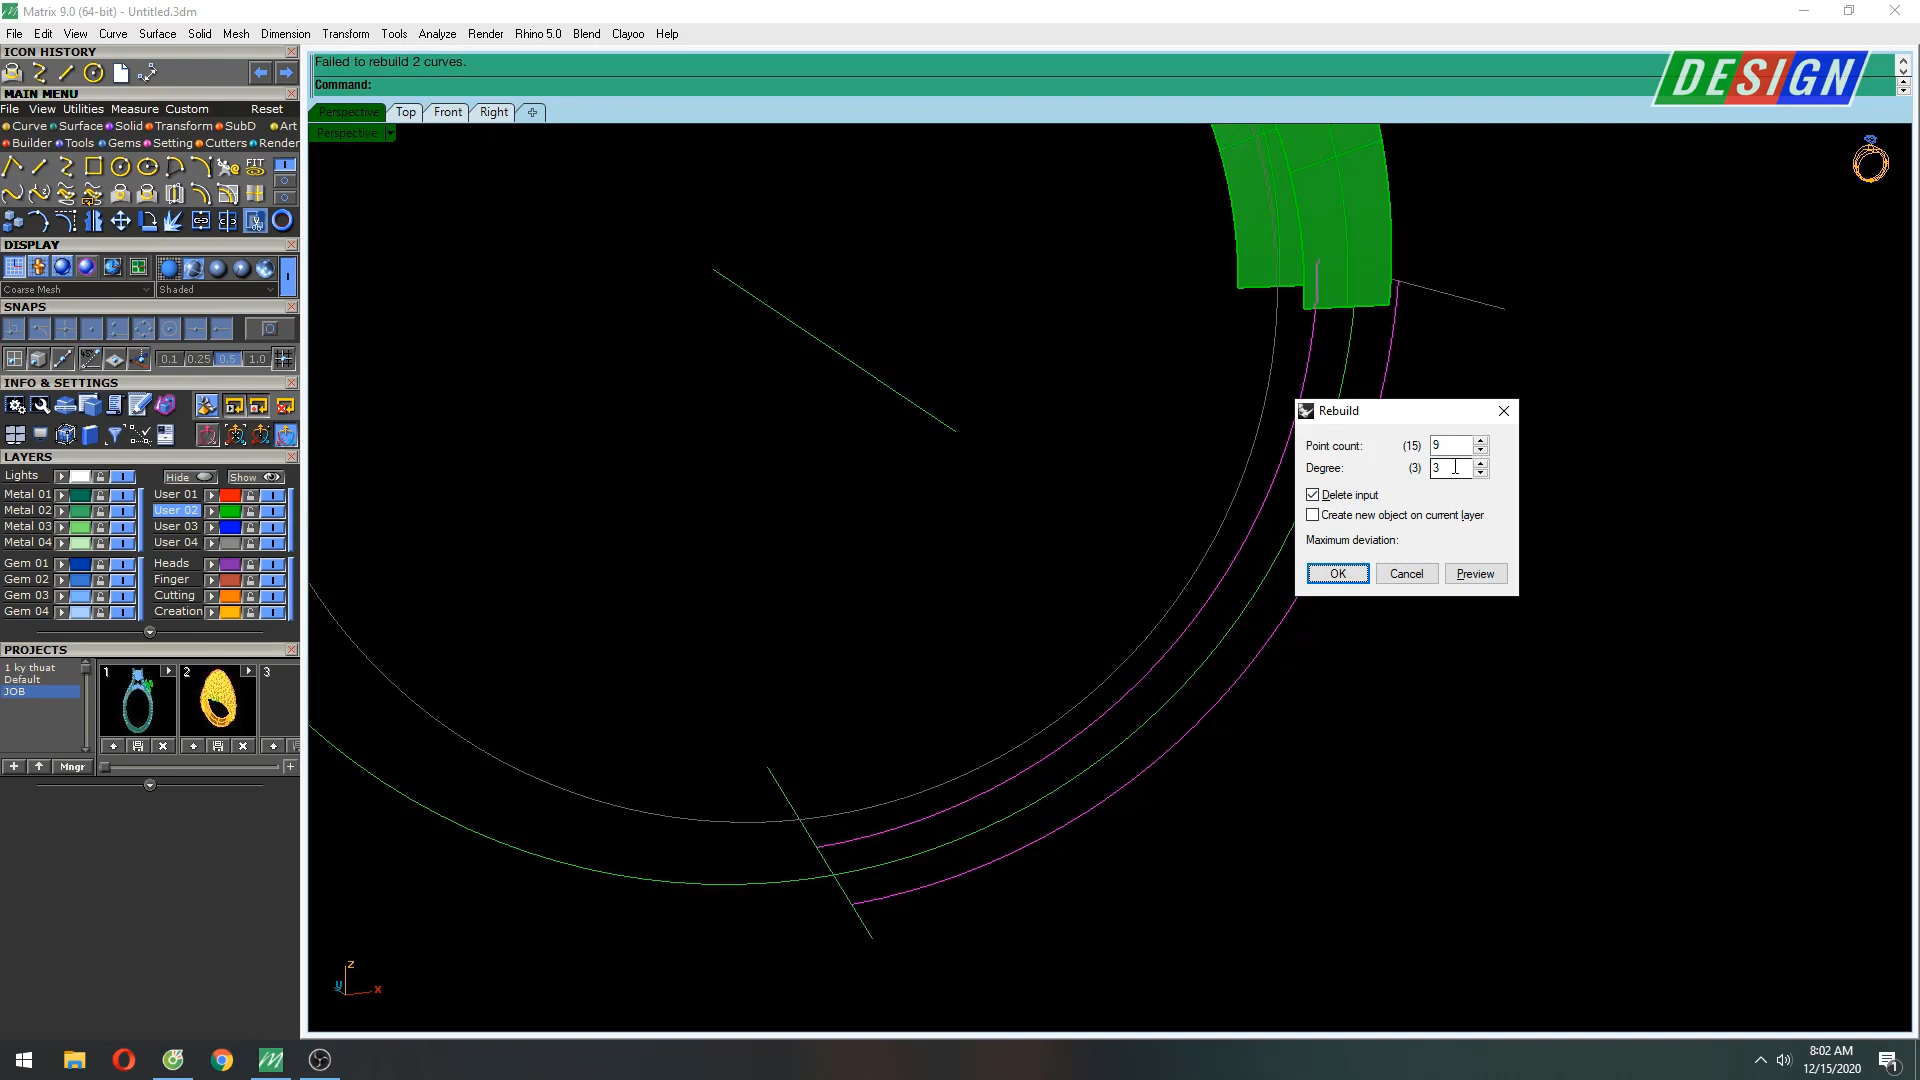 Matrix 9.0 (64-bit) - Untitled.3dm
File Edit View Curve Surface Solid Mesh Dimension Transform Tools Analyze Render Rhino 5.0 Blend Clayoo Help
ICON HISTORY
Failed to rebuild 2 curves.
Command:
DESIGN
MAIN MENU
File View Utilities Measure Custom Reset
Perspective Top Front Right
Curve Surface Solid Transform SubD Art
Perspective
Builder Tools Gems Setting Cutters Render
FIT
DISPLAY
Coarse Mesh Shaded
SNAPS
0.1 0.25 0.5 1.0
INFO & SETTINGS
LAYERS
Lights Hide Show
Metal 01 User 01
Metal 02 User 02
Metal 03 User 03
Metal 04 User 04
Gem 01 Heads
Gem 02 Finger
Gem 03 Cutting
Gem 04 Creation
PROJECTS
1 ky thuat
Default
JOB
1 2 3
Mngr
Rebuild
Point count: (15) 9
Degree: (3) 3
Delete input
Create new object on current layer
Maximum deviation:
OK Cancel Preview
z
y x
8:02 AM
12/15/2020
1